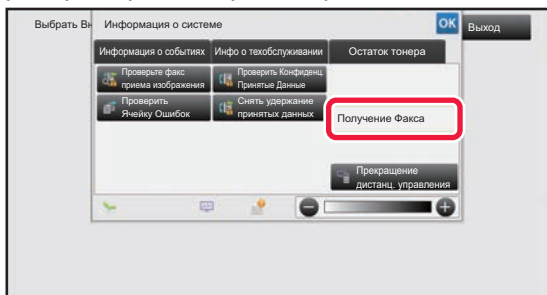 Выбрать Вн
Информация о системе
OK
Выход
Информация о событиях
Инфо о техобслуживании
Остаток тонера
Проверьте факс
приема изображения
Проверить Конфиденц.
Принятые Данные
Проверить
Ячейку Ошибок
Снять удержание
принятых данных
Получение Факса
Прекращение
дистанц. управления